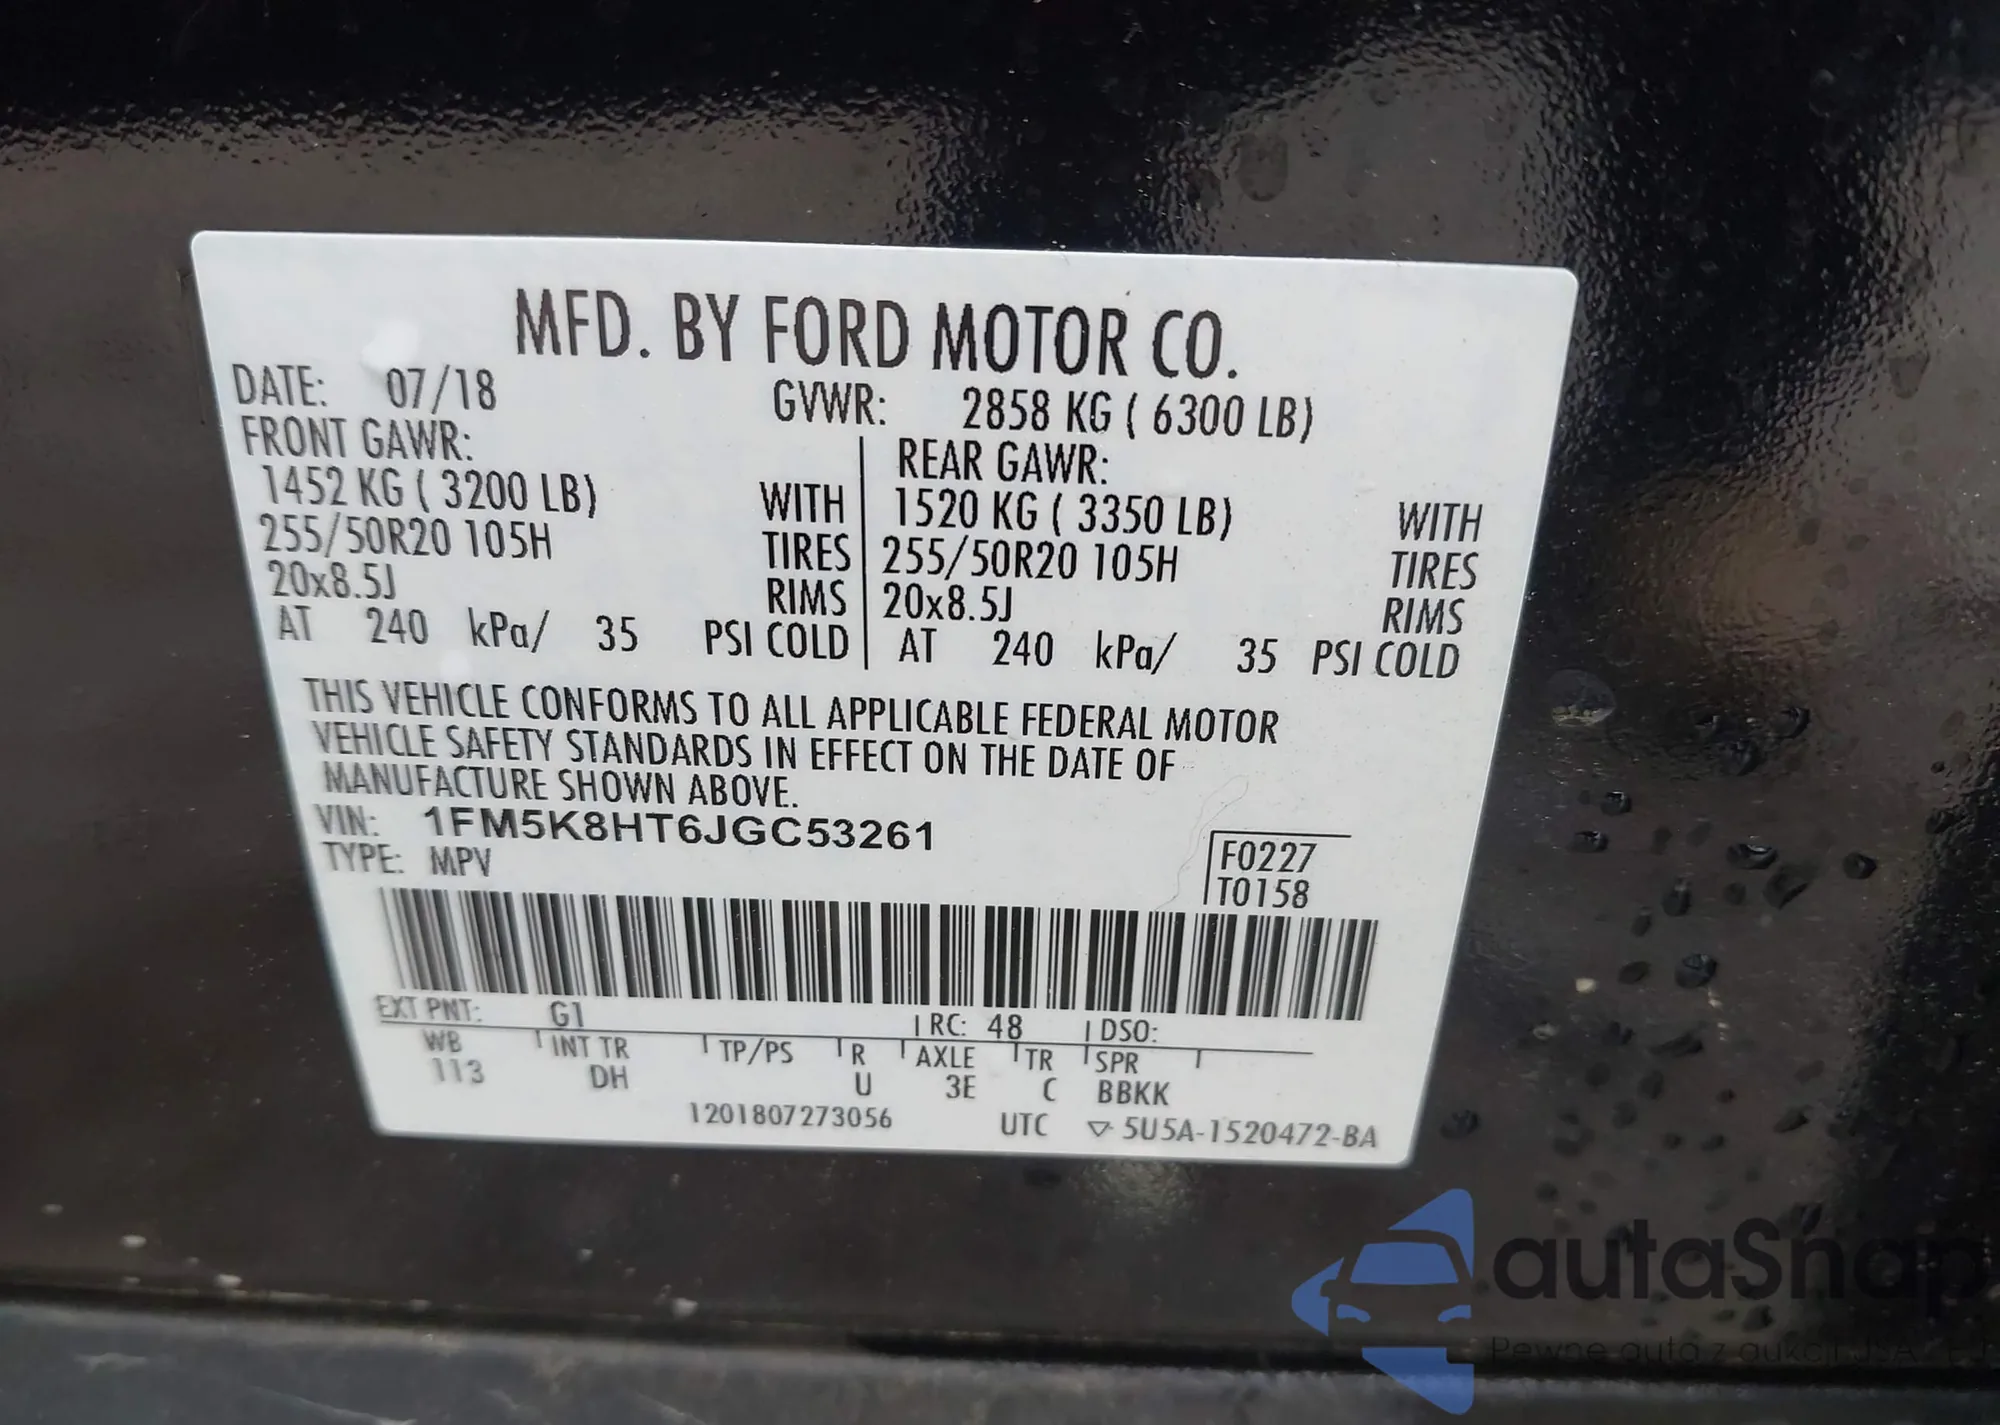 MFD. BY FORD MOTOR CO.
DATE: 07/18 GVWR: 2858 KG ( 6300 LB)
FRONT GAWR: REAR GAWR:
1452 KG ( 3200 LB) WITH 1520 KG ( 3350 LB) WITH
255/50R20 105H TIRES 255/50R20 105H TIRES
20x8.5J RIMS 20x8.5J RIMS
AT 240 kPa/ 35 PSI COLD AT 240 kPa/ 35 PSI COLD
THIS VEHICLE CONFORMS TO ALL APPLICABLE FEDERAL MOTOR
VEHICLE SAFETY STANDARDS IN EFFECT ON THE DATE OF
MANUFACTURE SHOWN ABOVE.
VIN: 1FM5K8HT6JGC53261
TYPE: MPV
F0227
T0158
EXT PNT: G1 RC: 48 DSO:
WB INT TR TP/PS R AXLE TR SPR
113 DH U 3E C BBKK
1201807273056 UTC 5U5A-1520472-BA
autaSnap
Pewne auta z aukcji